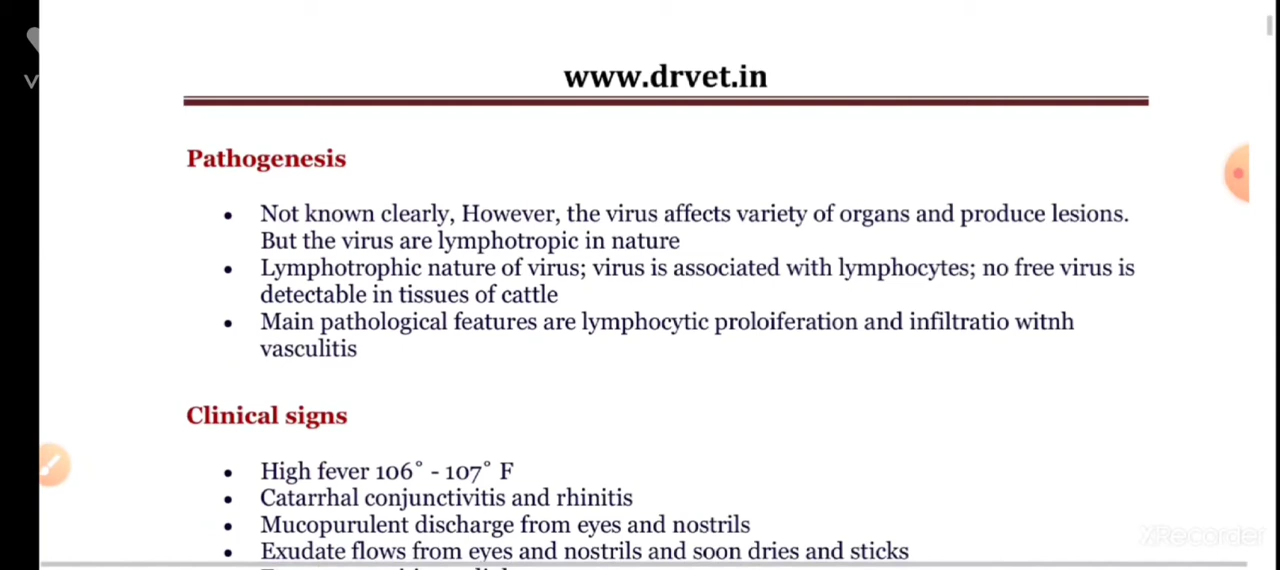 www.drvet.in
Pathogenesis
• Not known clearly, However, the virus affects variety of organs and produce lesions.
But the virus are lymphotropic in nature
• Lymphotrophic nature of virus; virus is associated with lymphocytes; no free virus is
detectable in tissues of cattle
• Main pathological features are lymphocytic proloiferation and infiltratio witnh
vasculitis
Clinical signs
• High fever 106° - 107° F
• Catarrhal conjunctivitis and rhinitis
• Mucopurulent discharge from eyes and nostrils
• Exudate flows from eyes and nostrils and soon dries and sticks
XRecorder